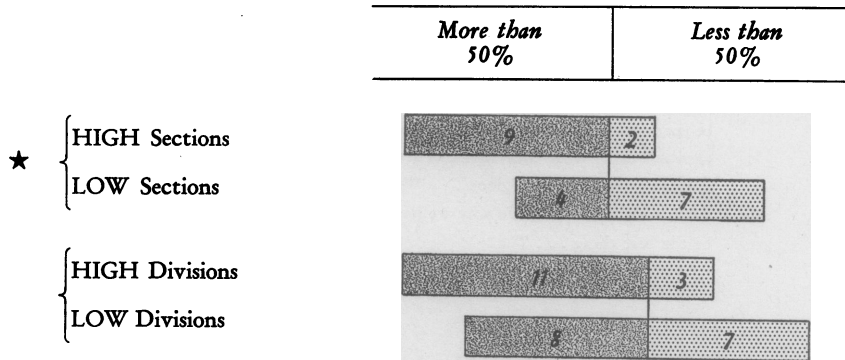 More than Less than
50% 50%
★ HIGH Sections 9 2
LOW Sections 4 7
HIGH Divisions 11 3
LOW Divisions 8 7